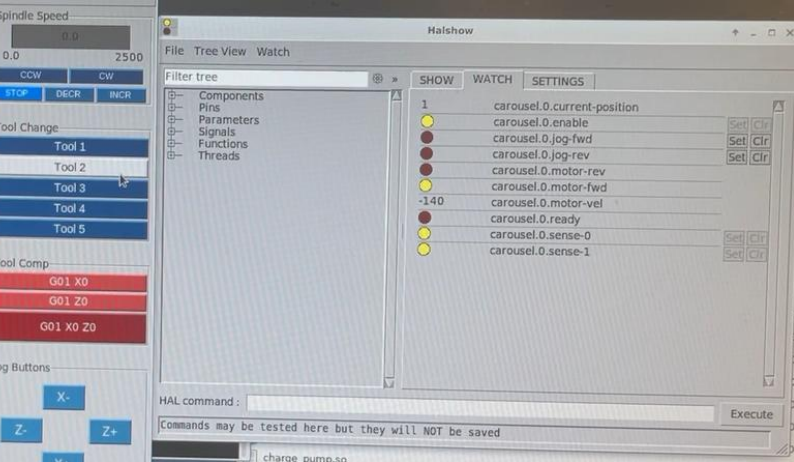 Spindle Speed
0.0
0.0 2500
CCW CW
STOP DECR INCR
Tool Change
Tool 1
Tool 2
Tool 3
Tool 4
Tool 5
Tool Comp
G01 X0
G01 Z0
G01 X0 Z0
Jog Buttons
X-
Z- Z+
Halshow
File Tree View Watch
Filter tree
Components
Pins
Parameters
Signals
Functions
Threads
SHOW WATCH SETTINGS
1 carousel.0.current-position
carousel.0.enable Set Clr
carousel.0.jog-fwd Set Clr
carousel.0.jog-rev Set Clr
carousel.0.motor-rev
carousel.0.motor-fwd
-140 carousel.0.motor-vel
carousel.0.ready
carousel.0.sense-0 Set Clr
carousel.0.sense-1 Set Clr
HAL command :
Execute
Commands may be tested here but they will NOT be saved
charge_pump.so